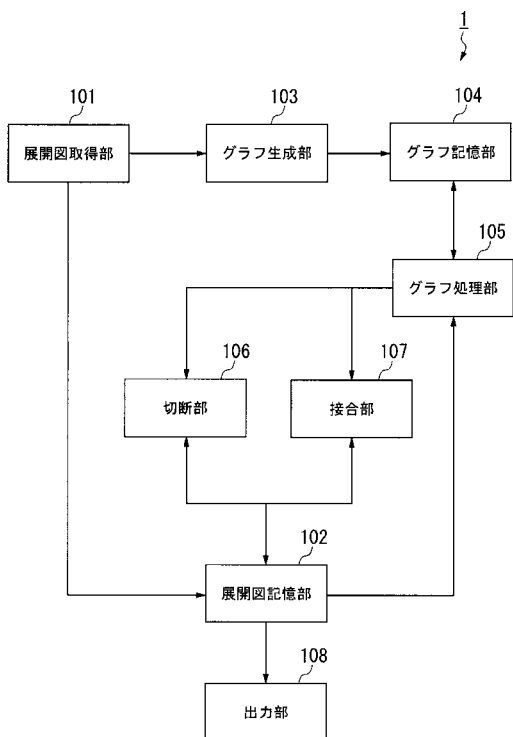 1
101
103
104
展開図取得部
グラフ生成部
グラフ記憶部
105
グラフ処理部
106
107
切断部
接合部
102
展開図記憶部
108
出力部